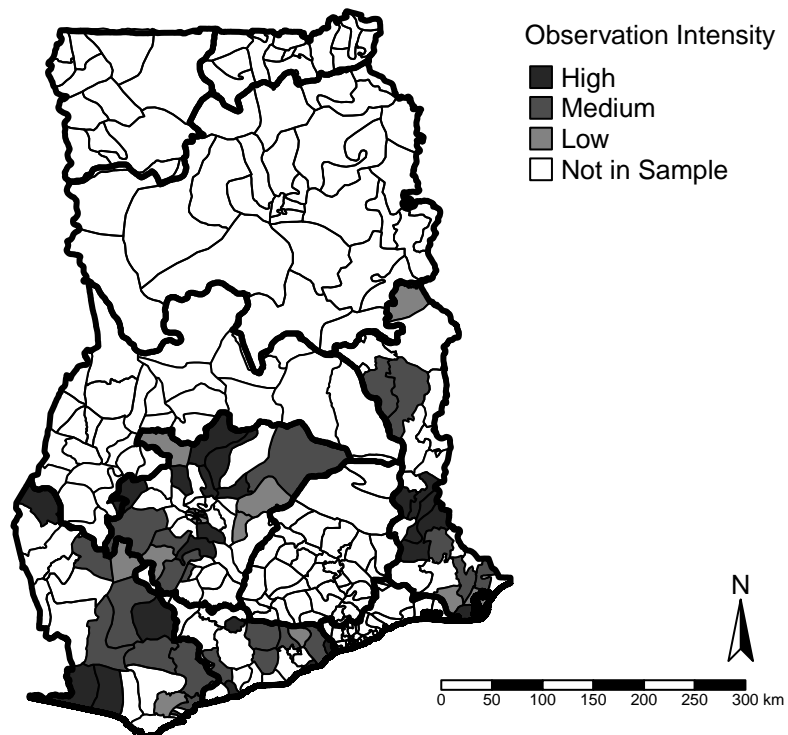 Observation Intensity
High
Medium
Low
Not in Sample
N
0 50 100 150 200 250 300 km